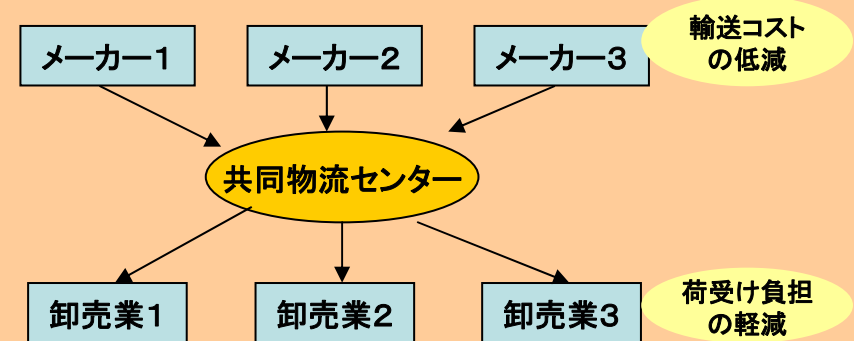 メーカー１
メーカー２
メーカー３
輸送コスト
の低減
共同物流センター
卸売業１
卸売業２
卸売業３
荷受け負担
の軽減